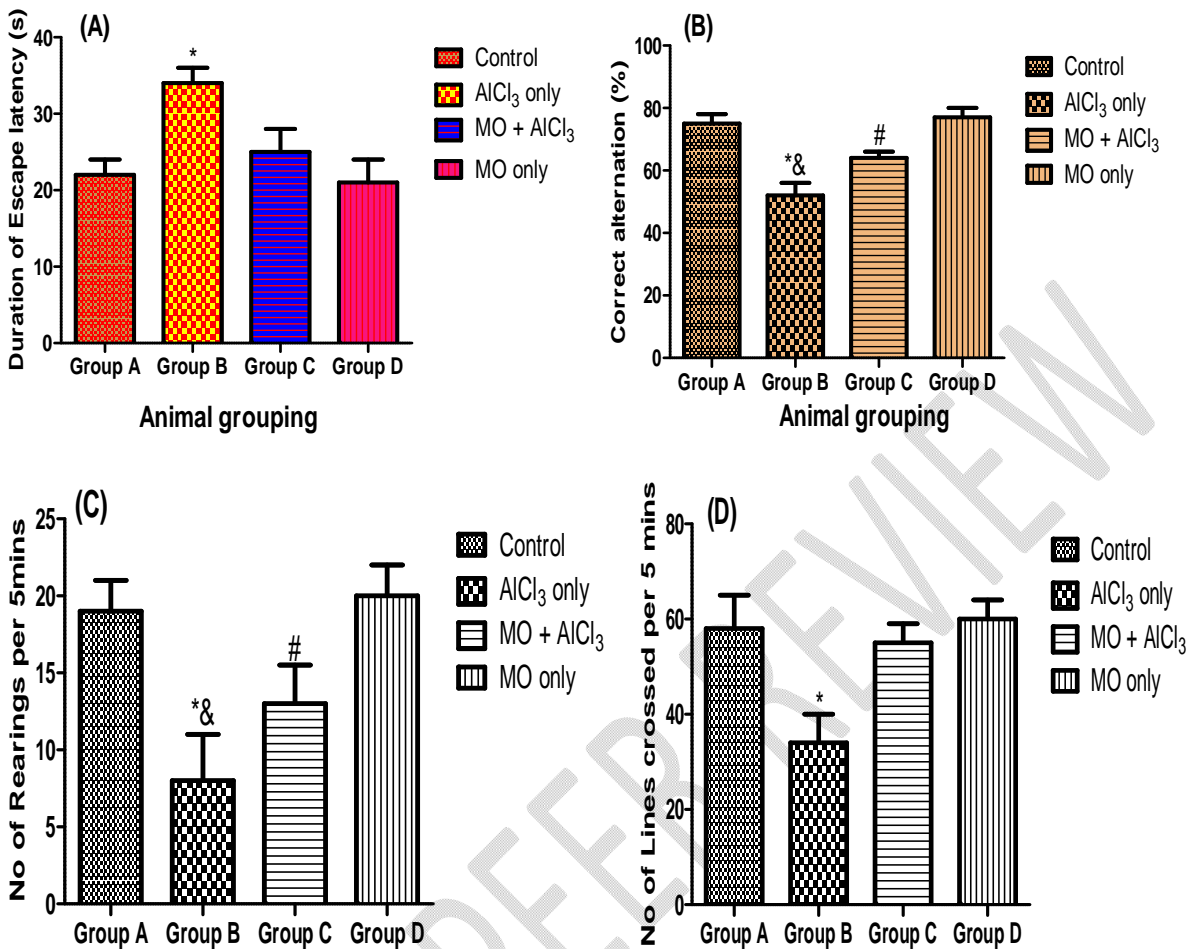 (A)
Duration of Escape latency (s)
40
30
20
10
0
*
Group A Group B Group C Group D
Animal grouping
Control
AlCl3 only
MO + AlCl3
MO only
(B)
Correct alternation (%)
100
80
60
40
20
0
*&
#
Group A Group B Group C Group D
Animal grouping
Control
AlCl3 only
MO + AlCl3
MO only
(C)
No of Rearings per 5mins
25
20
15
10
5
0
*&
#
Group A Group B Group C Group D
Control
AlCl3 only
MO + AlCl3
MO only
(D)
No of Lines crossed per 5 mins
80
60
40
20
0
*
Group A Group B Group C Group D
Control
AlCl3 only
MO + AlCl3
MO only
PEER REVIEW